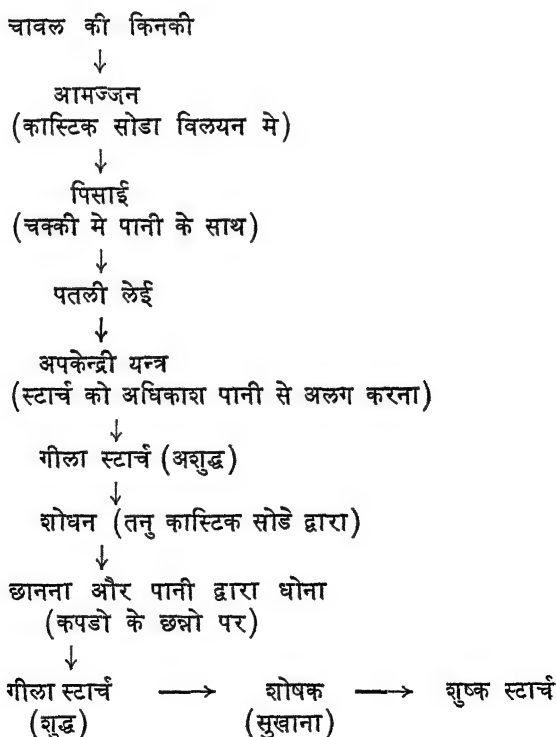 चावल की किनकी
↓
आमज्जन
(कास्टिक सोडा विलयन मे)
↓
पिसाई
(चक्की मे पानी के साथ)
↓
पतली लेई
↓
अपकेन्द्री यन्त्र
(स्टार्च को अधिकाश पानी से अलग करना)
↓
गीला स्टार्च (अशुद्ध)
↓
शोधन (तनु कास्टिक सोडे द्वारा)
↓
छानना और पानी द्वारा धोना
(कपडो के छन्नो पर)
↓
गीला स्टार्च → शोषक → शुष्क स्टार्च
(शुद्ध) (सुखाना)